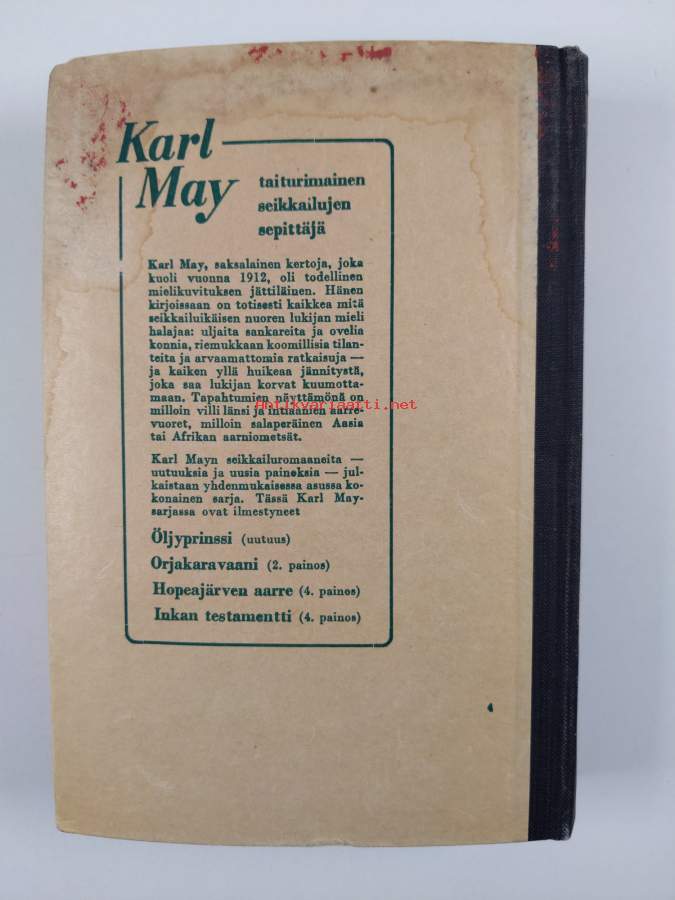 Karl
May
taiturimainen
seikkailujen
sepittäjä
Karl May, saksalainen kertoja, joka
kuoli vuonna 1912, oli todellinen
mielikuvituksen jättiläinen. Hänen
kirjoissaan on totisesti kaikkea mitä
seikkailuikäisen nuoren lukijan mieli
halajaa: uljaita sankareita ja ovelia
konnia, riemukkaan koomillisia tilan-
teita ja arvaamattomia ratkaisuja —
ja kaiken yllä huikeaa jännitystä,
joka saa lukijan korvat kuumotta-
maan. Tapahtumien näyttämönä on
milloin villi länsi ja intiaanien aarre-
vuoret, milloin salaperäinen Aasia
tai Afrikan aarniometsät.
Antikvariaatti.net
Karl Mayn seikkailuromaaneita —
uutuuksia ja uusia painoksia — jul-
kaistaan yhdenmukaisessa asussa ko-
konainen sarja. Tässä Karl May-
sarjassa ovat ilmestyneet
Öljyprinssi (uutuus)
Orjakaravaani (2. painos)
Hopeajärven aarre (4. painos)
Inkan testamentti (4. painos)